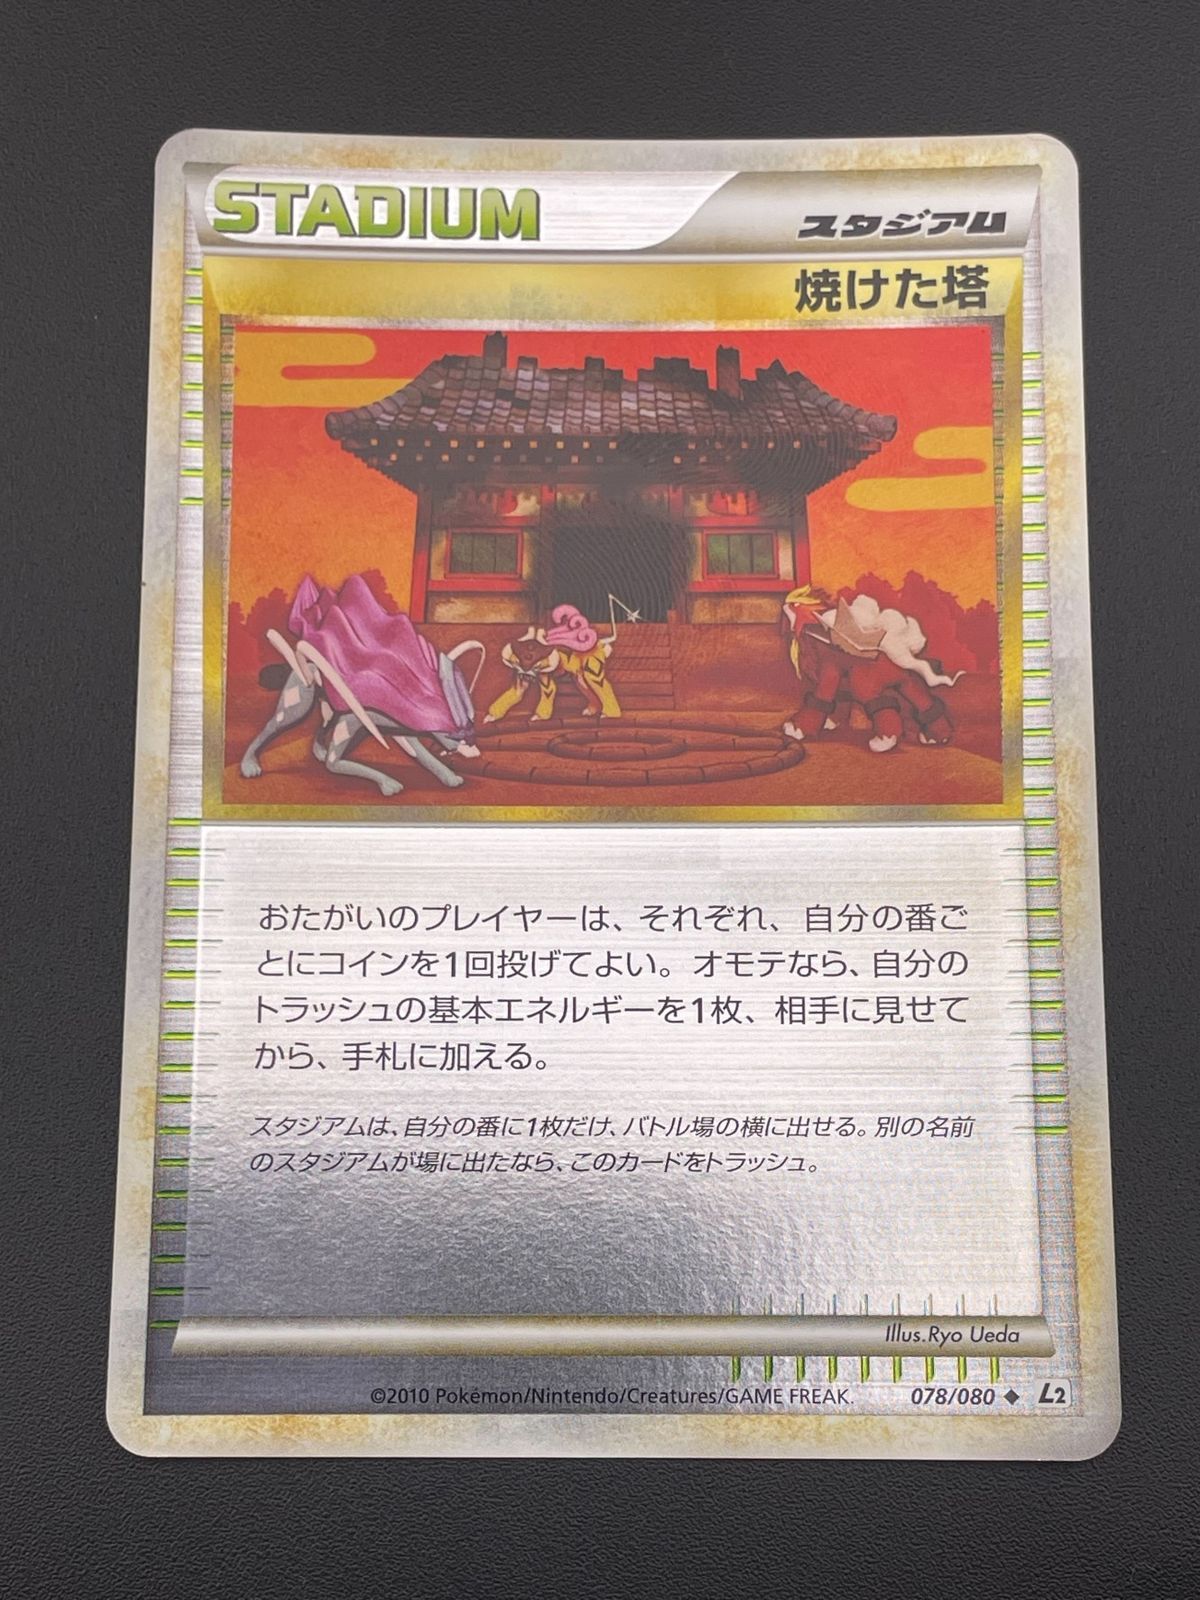 STADIUM
スタジアム
焼けた塔
おたがいのプレイヤーは、それぞれ、自分の番ご
とにコインを1回投げてよい。オモテなら、自分の
トラッシュの基本エネルギーを1枚、相手に見せて
から、手札に加える。
スタジアムは、自分の番に1枚だけ、バトル場の横に出せる。別の名前
のスタジアムが場に出たなら、このカードをトラッシュ。
Illus.Ryo Ueda
©2010 Pokémon/Nintendo/Creatures/GAME FREAK. 078/080 ◆ L2